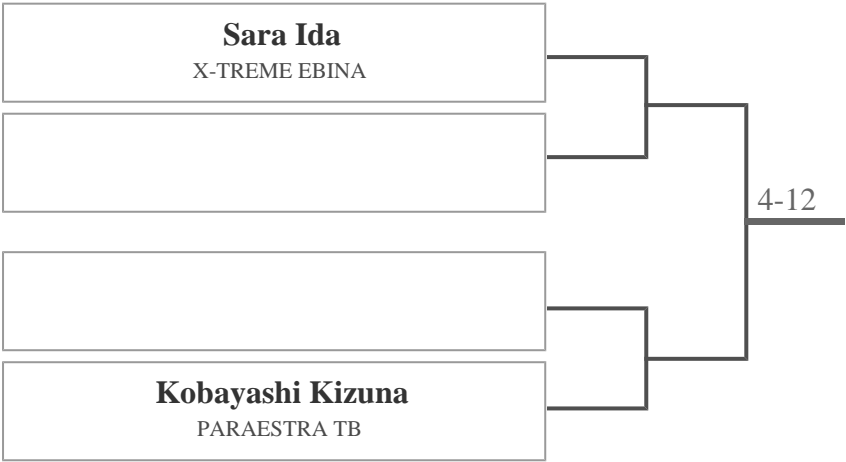 Sara Ida
X-TREME EBINA
4-12
Kobayashi Kizuna
PARAESTRA TB